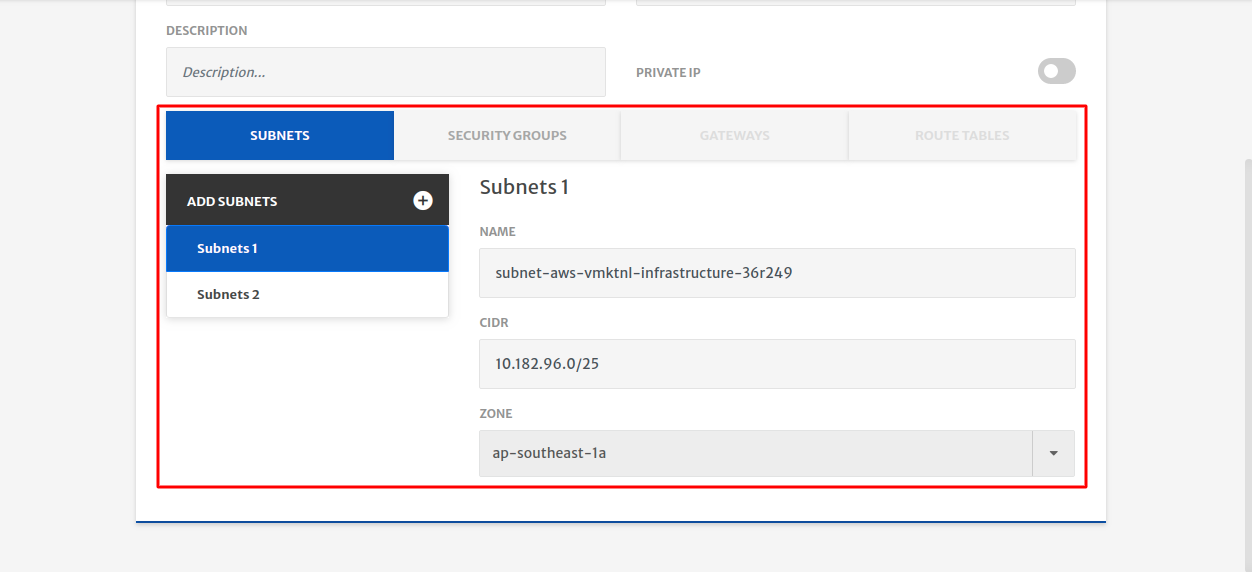 DESCRIPTION
Description...
PRIVATE IP
SUBNETS SECURITY GROUPS GATEWAYS ROUTE TABLES
ADD SUBNETS
Subnets 1
Subnets 2
Subnets 1
NAME
subnet-aws-vmktnl-infrastructure-36r249
CIDR
10.182.96.0/25
ZONE
ap-southeast-1a